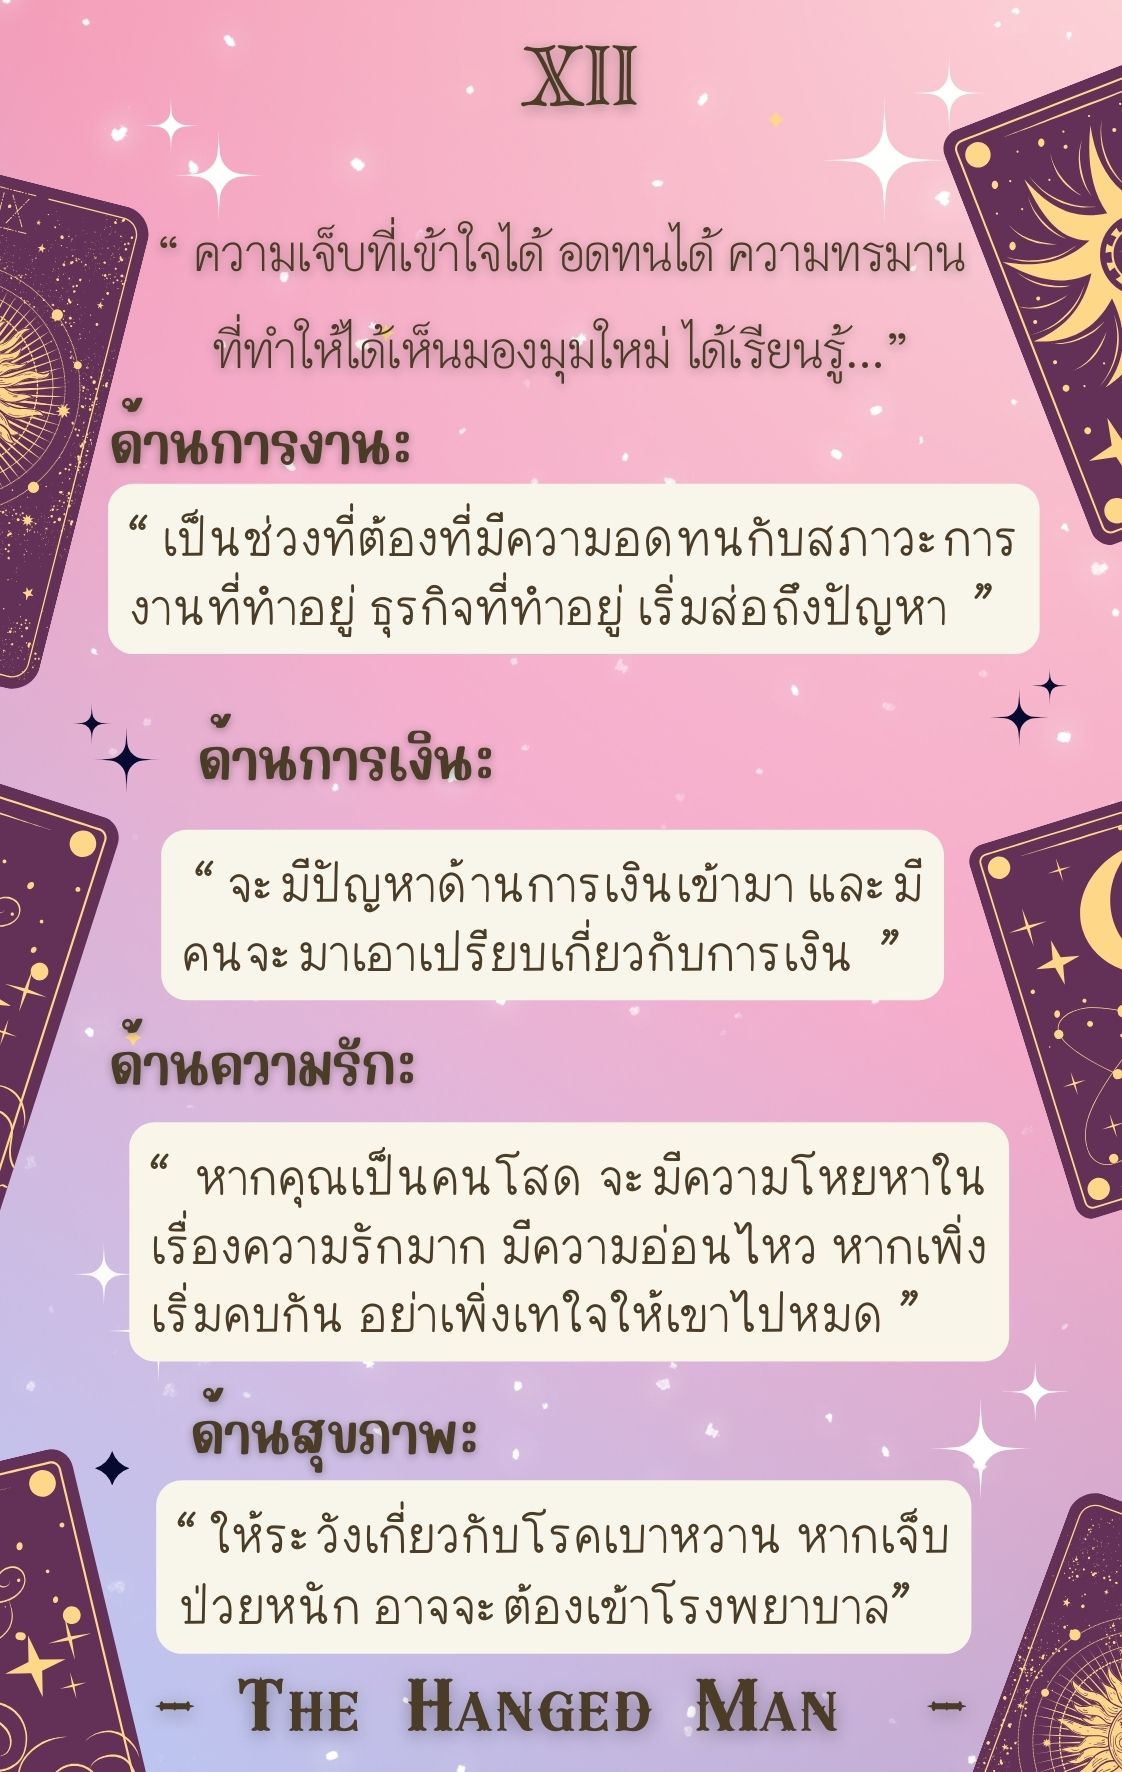 XII
“ ความเจ็บที่เข้าใจได้ อดทนได้ ความทรมาน
ที่ทำให้ได้เห็นมองมุมใหม่ ได้เรียนรู้...”
ด้านการงาน:
“ เป็นช่วงที่ต้องที่มีความอดทนกับสภาวะการ
งานที่ทำอยู่ ธุรกิจที่ทำอยู่ เริ่มส่อถึงปัญหา ”
ด้านการเงิน:
“ จะมีปัญหาด้านการเงินเข้ามา และมี
คนจะมาเอาเปรียบเกี่ยวกับการเงิน ”
ด้านความรัก:
“ หากคุณเป็นคนโสด จะมีความโหยหาใน
เรื่องความรักมาก มีความอ่อนไหว หากเพิ่ง
เริ่มคบกัน อย่าเพิ่งเทใจให้เขาไปหมด ”
ด้านสุขภาพ:
“ ให้ระวังเกี่ยวกับโรคเบาหวาน หากเจ็บ
ป่วยหนัก อาจจะต้องเข้าโรงพยาบาล”
- The Hanged Man -